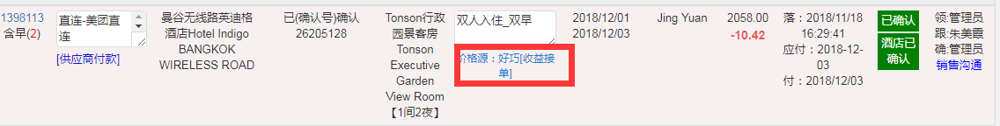 1398113
含早(2)
直连-美团直
连
[供应商付款]
曼谷无线路英迪格
酒店Hotel Indigo
BANGKOK
WIRELESS ROAD
已(确认号)确认
26205128
Tonson行政
园景客房
Tonson
Executive
Garden
View Room
【1间2夜】
双人入住_双早
价格源：好巧[收益接
单]
2018/12/01
2018/12/03
Jing Yuan
2058.00
-10.42
落：2018/11/18
16:29:41
应付：2018-12-
03
付：2018/12/03
已确认
酒店已
确认
领:管理员
跟:朱美霞
确:管理员
销售沟通